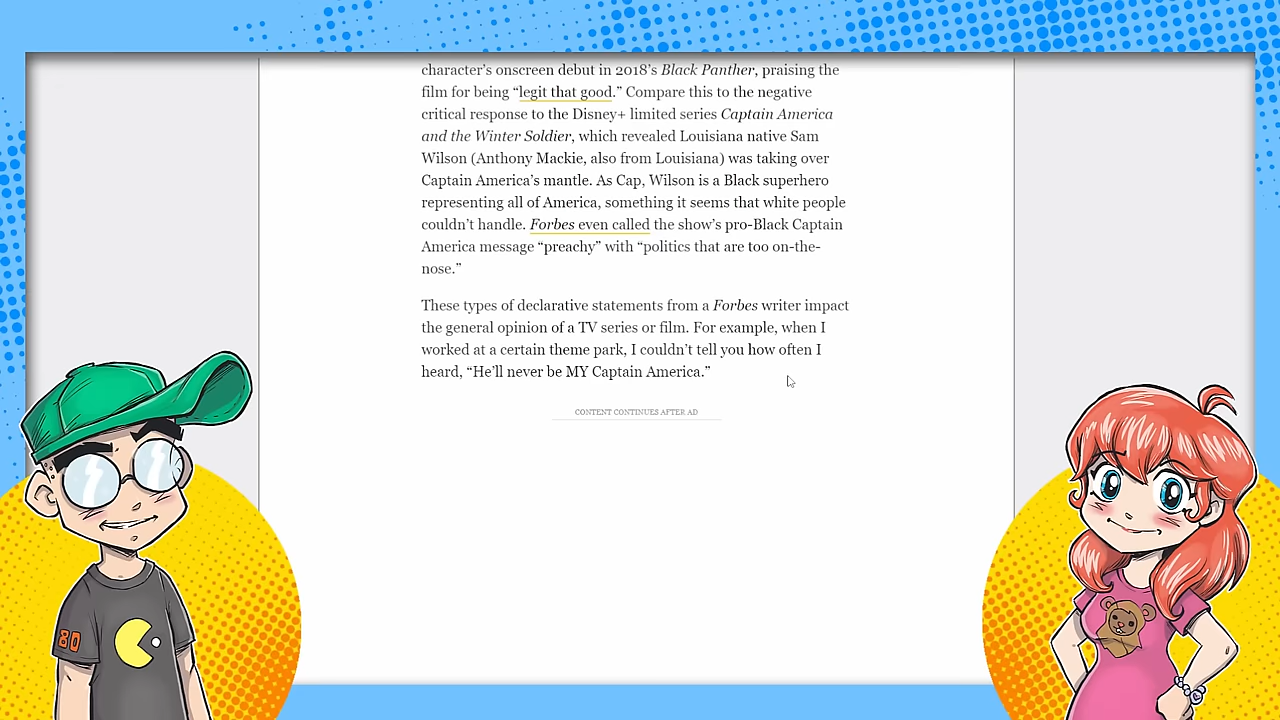 character’s onscreen debut in 2018’s Black Panther, praising the
film for being “legit that good.” Compare this to the negative
critical response to the Disney+ limited series Captain America
and the Winter Soldier, which revealed Louisiana native Sam
Wilson (Anthony Mackie, also from Louisiana) was taking over
Captain America’s mantle. As Cap, Wilson is a Black superhero
representing all of America, something it seems that white people
couldn’t handle. Forbes even called the show’s pro-Black Captain
America message “preachy” with “politics that are too on-the-
nose.”
These types of declarative statements from a Forbes writer impact
the general opinion of a TV series or film. For example, when I
worked at a certain theme park, I couldn’t tell you how often I
heard, “He’ll never be MY Captain America.”
CONTENT CONTINUES AFTER AD
80